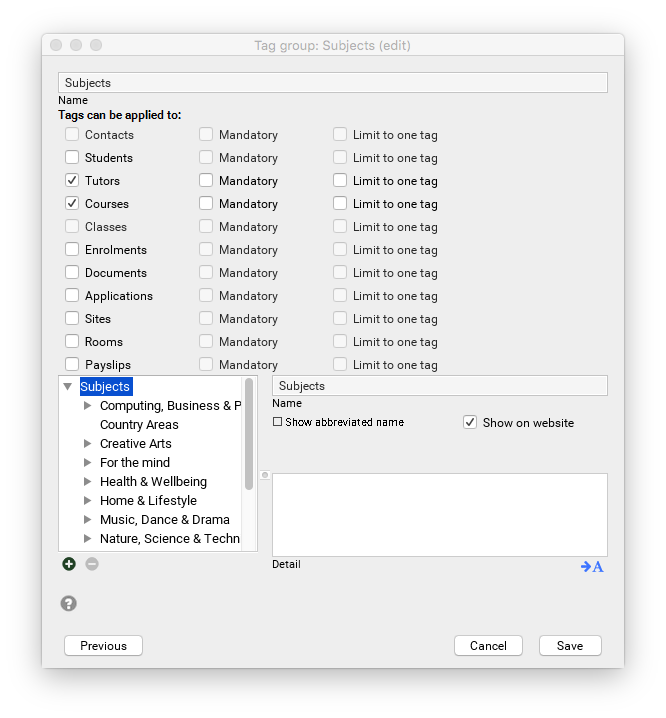 Tag group: Subjects (edit)
Subjects
Name
Tags can be applied to:
Contacts Mandatory Limit to one tag
Students Mandatory Limit to one tag
Tutors Mandatory Limit to one tag
Courses Mandatory Limit to one tag
Classes Mandatory Limit to one tag
Enrolments Mandatory Limit to one tag
Documents Mandatory Limit to one tag
Applications Mandatory Limit to one tag
Sites Mandatory Limit to one tag
Rooms Mandatory Limit to one tag
Payslips Mandatory Limit to one tag
Subjects
Computing, Business & P
Country Areas
Creative Arts
For the mind
Health & Wellbeing
Home & Lifestyle
Music, Dance & Drama
Nature, Science & Techn
Subjects
Name
Show abbreviated name Show on website
Detail
A
?
Previous Cancel Save